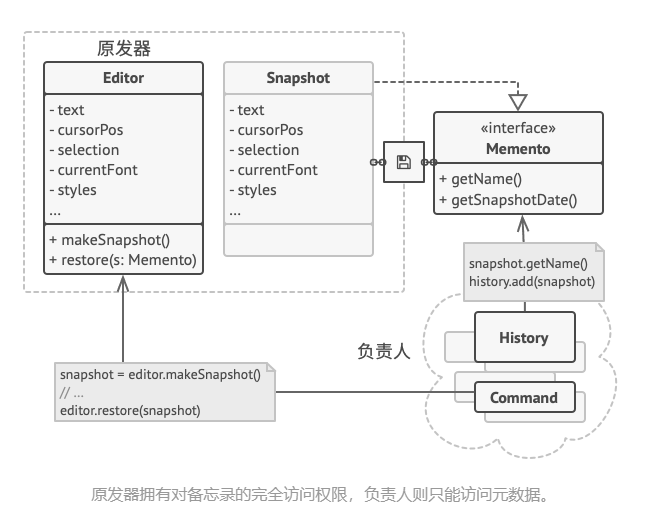 原发器
Editor
- text
- cursorPos
- selection
- currentFont
- styles
...
+ makeSnapshot()
+ restore(s: Memento)
Snapshot
- text
- cursorPos
- selection
- currentFont
- styles
...
«interface»
Memento
+ getName()
+ getSnapshotDate()
snapshot.getName()
history.add(snapshot)
负责人
History
Command
snapshot = editor.makeSnapshot()
// ...
editor.restore(snapshot)
原发器拥有对备忘录的完全访问权限，负责人则只能访问元数据。